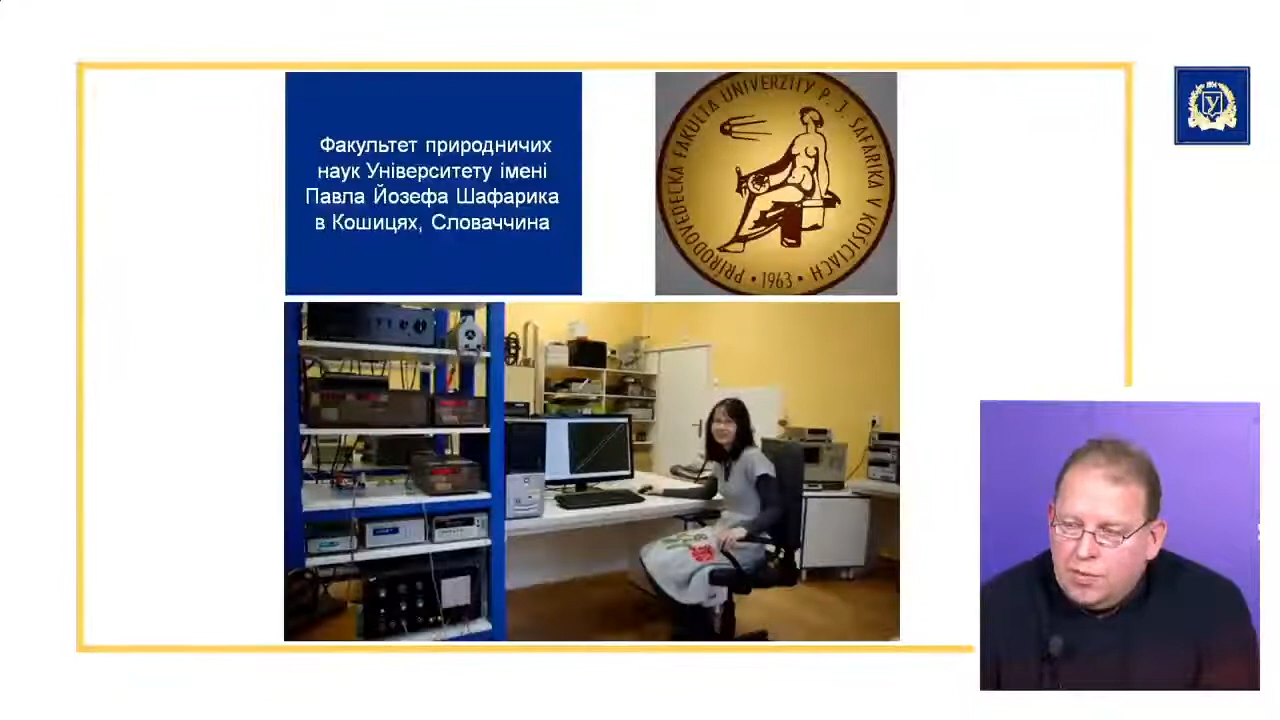 Факультет природничих
наук Університету імені
Павла Йозефа Шафарика
в Кошицях, Словаччина
PRÍRODOVEDECKÁ FAKULTA UNIVERZITY P. J. ŠAFÁRIKA V KOŠICIACH
• 1963 •
У